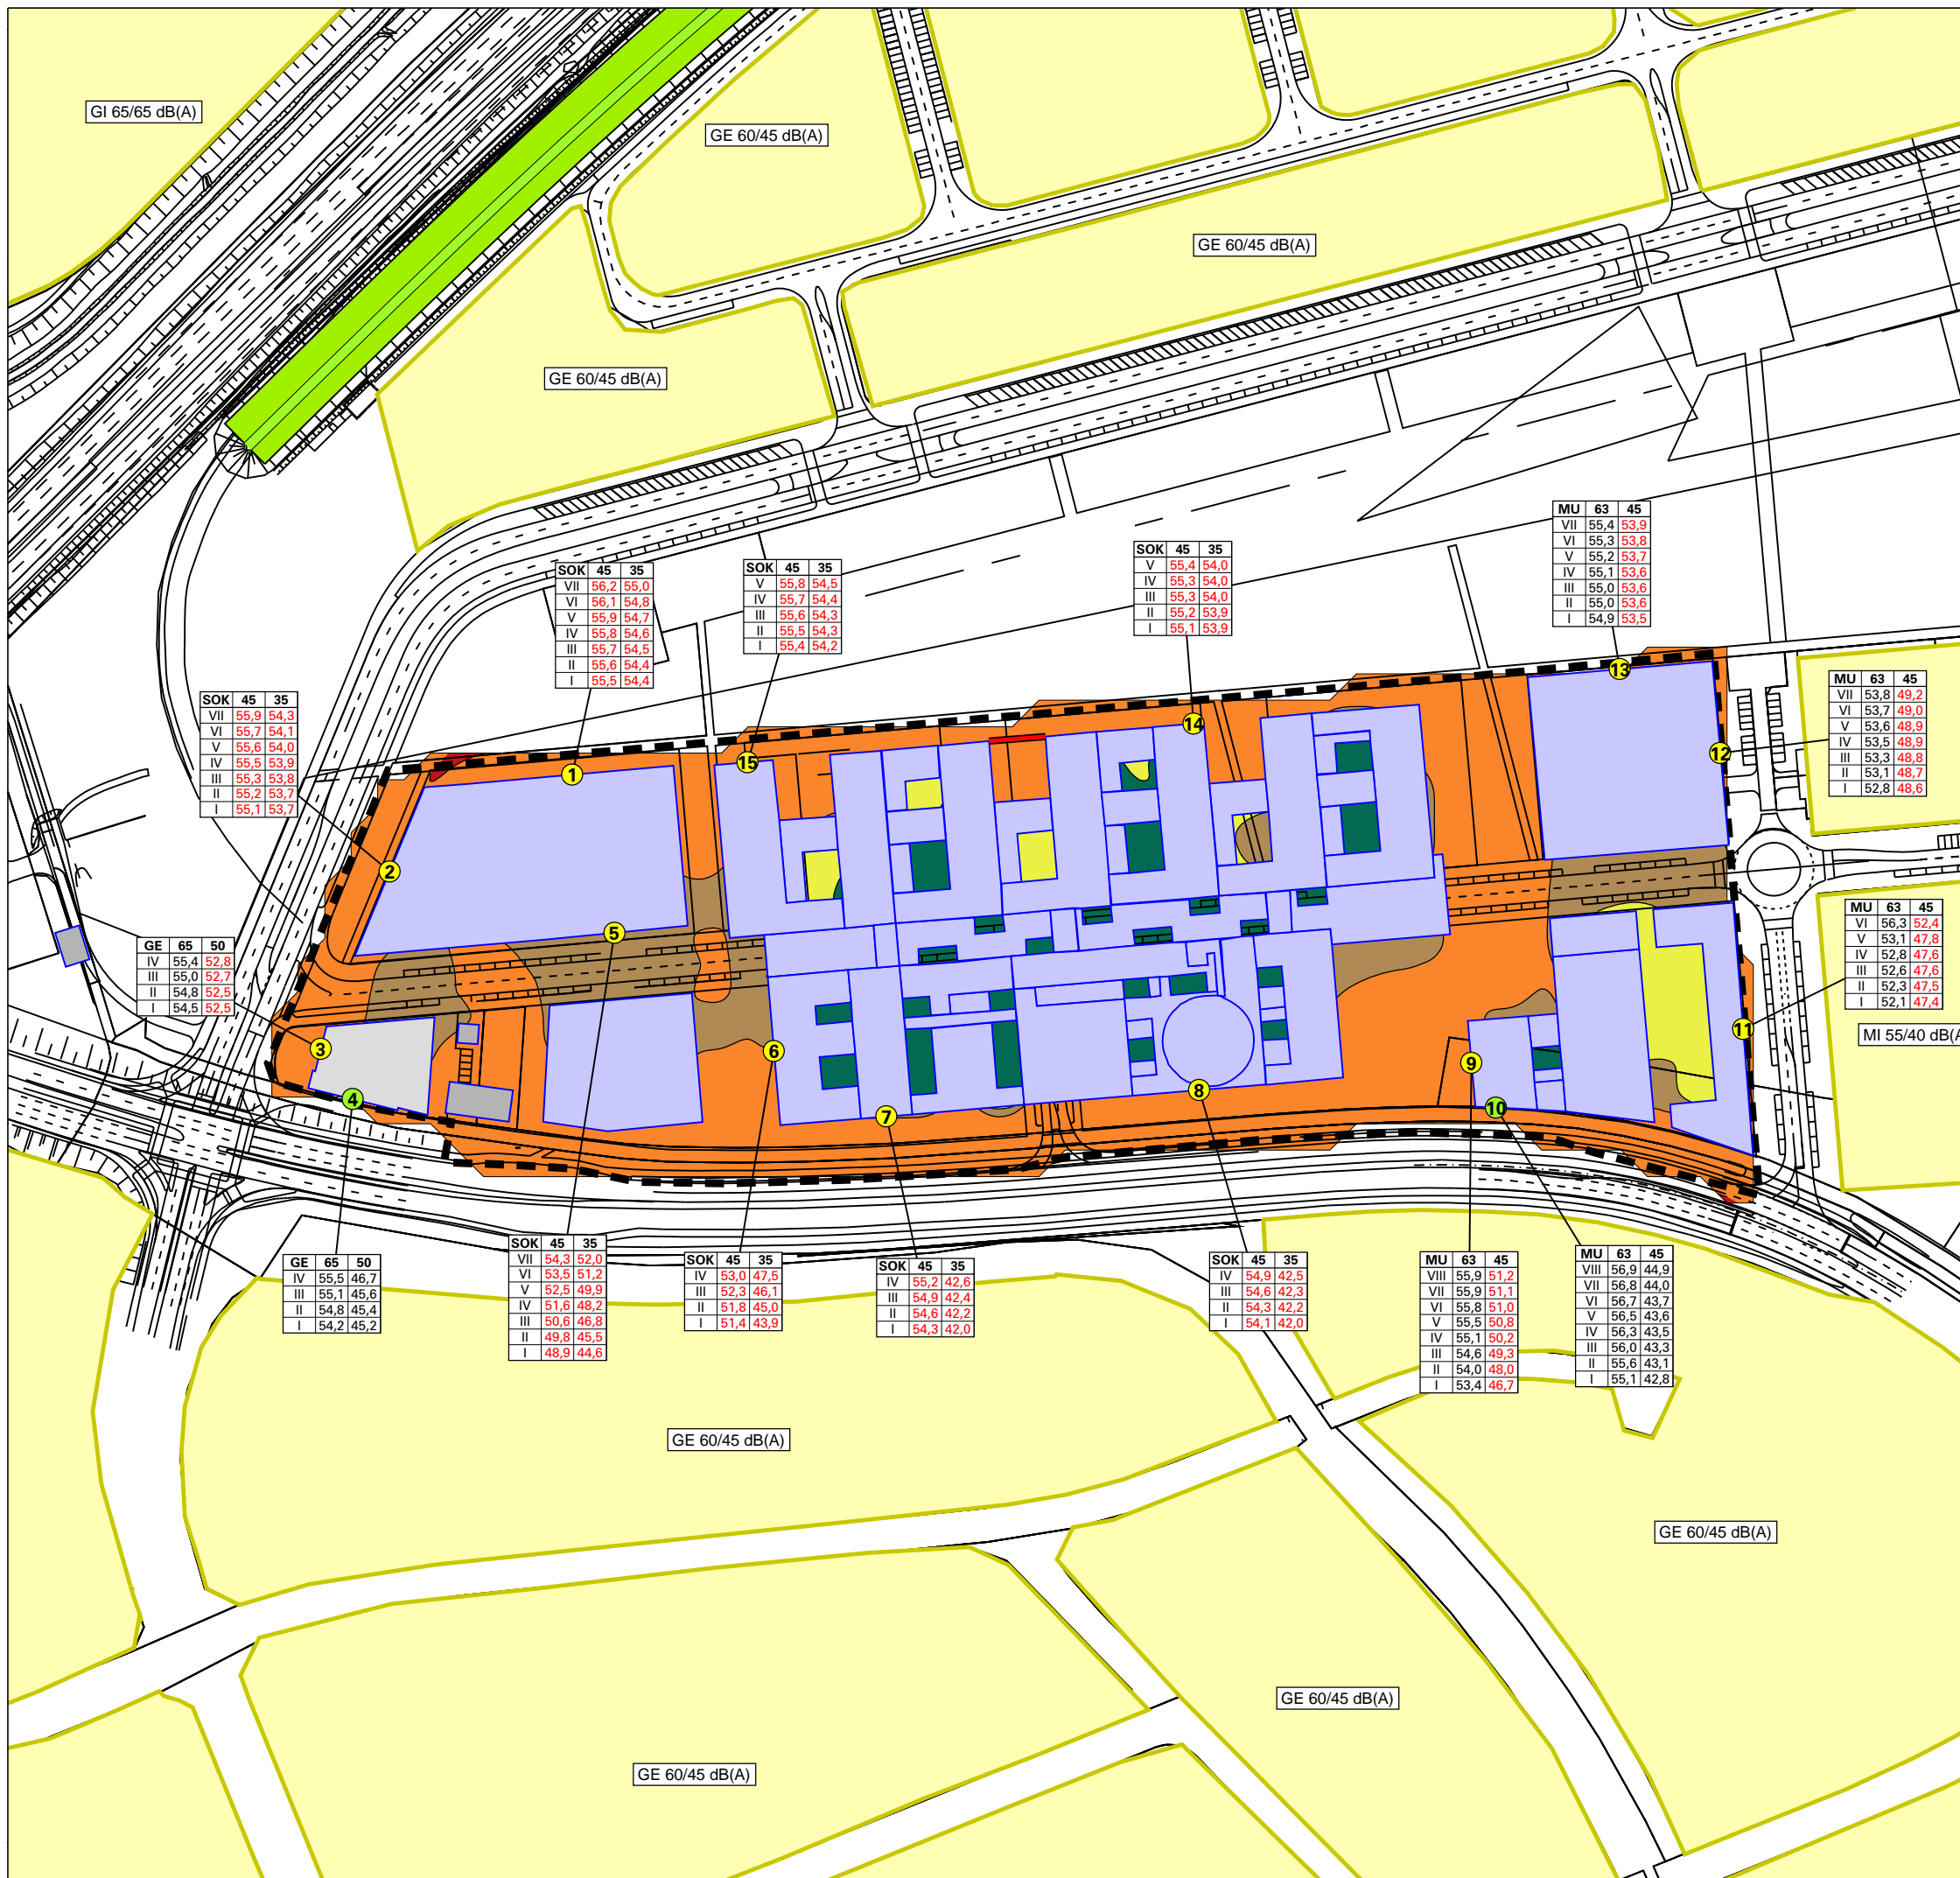 GI 65/65 dB(A)
GE 60/45 dB(A)
GE 60/45 dB(A)
GE 60/45 dB(A)
MU 63 45
VII 55,4 53,9
VI 55,3 53,8
V 55,2 53,7
IV 55,1 53,6
III 55,0 53,6
II 55,0 53,6
I 54,9 53,5
SOK 45 35
V 55,4 54,0
IV 55,3 54,0
III 55,3 54,0
II 55,2 53,9
I 55,1 53,9
SOK 45 35
V 55,8 54,5
IV 55,7 54,4
III 55,6 54,3
II 55,5 54,3
I 55,4 54,2
SOK 45 35
VII 56,2 55,0
VI 56,1 54,8
V 55,9 54,7
IV 55,8 54,6
III 55,7 54,5
II 55,6 54,4
I 55,5 54,4
SOK 45 35
VII 55,9 54,3
VI 55,7 54,1
V 55,6 54,0
IV 55,5 53,9
III 55,3 53,8
II 55,2 53,7
I 55,1 53,7
MU 63 45
VII 53,8 49,2
VI 53,7 49,0
V 53,6 48,9
IV 53,5 48,9
III 53,3 48,8
II 53,1 48,7
I 52,8 48,6
13
14
12
15
1
2
5
MU 63 45
VI 56,3 52,4
V 53,1 47,8
IV 52,8 47,6
III 52,6 47,6
II 52,3 47,5
I 52,1 47,4
GE 65 50
IV 55,4 52,8
III 55,0 52,7
II 54,8 52,5
I 54,5 52,5
MI 55/40 dB(A
11
3
6
9
8
4
10
7
GE 65 50
IV 55,5 46,7
III 55,1 45,6
II 54,8 45,4
I 54,2 45,2
SOK 45 35
VII 54,3 52,0
VI 53,5 51,2
V 52,5 49,9
IV 51,6 48,2
III 50,6 46,8
II 49,8 45,5
I 48,9 44,6
SOK 45 35
IV 53,0 47,5
III 52,3 46,1
II 51,8 45,0
I 51,4 43,9
SOK 45 35
IV 55,2 42,6
III 54,9 42,4
II 54,6 42,2
I 54,3 42,0
SOK 45 35
IV 54,9 42,5
III 54,6 42,3
II 54,3 42,2
I 54,1 42,0
MU 63 45
VIII 55,9 51,2
VII 55,9 51,1
VI 55,8 51,0
V 55,5 50,8
IV 55,1 50,2
III 54,6 49,3
II 54,0 48,0
I 53,4 46,7
MU 63 45
VIII 56,9 44,9
VII 56,8 44,0
VI 56,7 43,7
V 56,5 43,6
IV 56,3 43,5
III 56,0 43,3
II 55,6 43,1
I 55,1 42,8
GE 60/45 dB(A)
GE 60/45 dB(A)
GE 60/45 dB(A)
GE 60/45 dB(A)